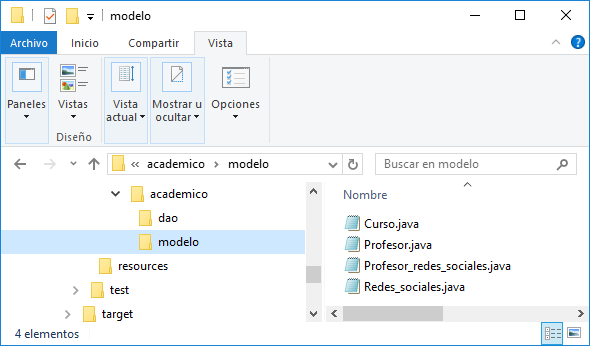 modelo
Archivo Inicio Compartir Vista
Paneles Vistas Vista actual Mostrar u ocultar Opciones
Diseño
« academico > modelo Buscar en modelo
academico
dao
modelo
resources
test
target
Nombre
Curso.java
Profesor.java
Profesor_redes_sociales.java
Redes_sociales.java
4 elementos